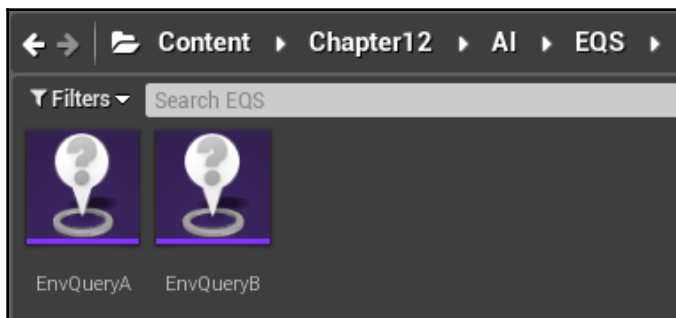 Content Chapter12 AI EQS
Filters Search EQS
EnvQueryA EnvQueryB